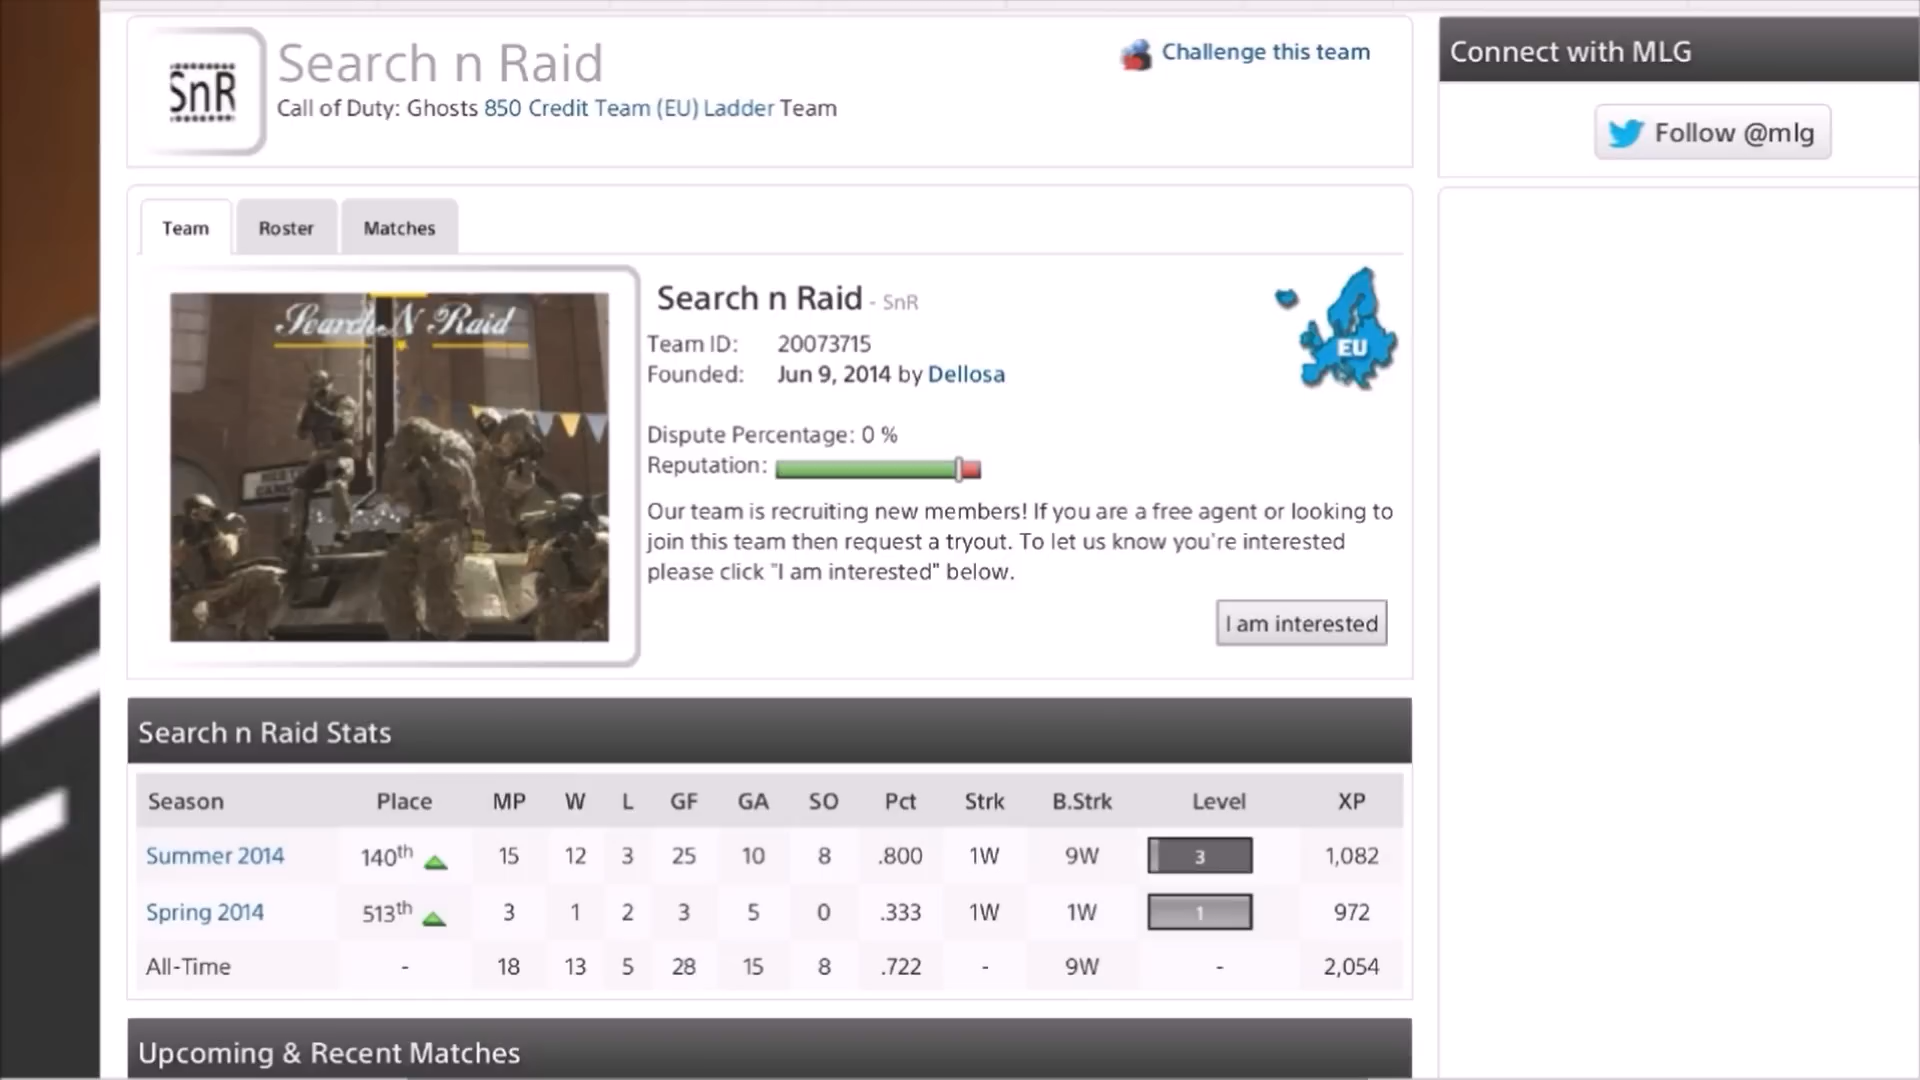 SnR
Search n Raid
Call of Duty: Ghosts 850 Credit Team (EU) Ladder Team
Challenge this team
Connect with MLG
Follow @mlg
Team Roster Matches
Search N Raid
Search n Raid - SnR
EU
Team ID: 20073715
Founded: Jun 9, 2014 by Dellosa
Dispute Percentage: 0 %
Reputation:
Our team is recruiting new members! If you are a free agent or looking to
join this team then request a tryout. To let us know you're interested
please click "I am interested" below.
I am interested
Search n Raid Stats
Season Place MP W L GF GA SO Pct Strk B.Strk Level XP
Summer 2014 140th 15 12 3 25 10 8 .800 1W 9W 3 1,082
Spring 2014 513th 3 1 2 3 5 0 .333 1W 1W 1 972
All-Time - 18 13 5 28 15 8 .722 - 9W - 2,054
Upcoming & Recent Matches